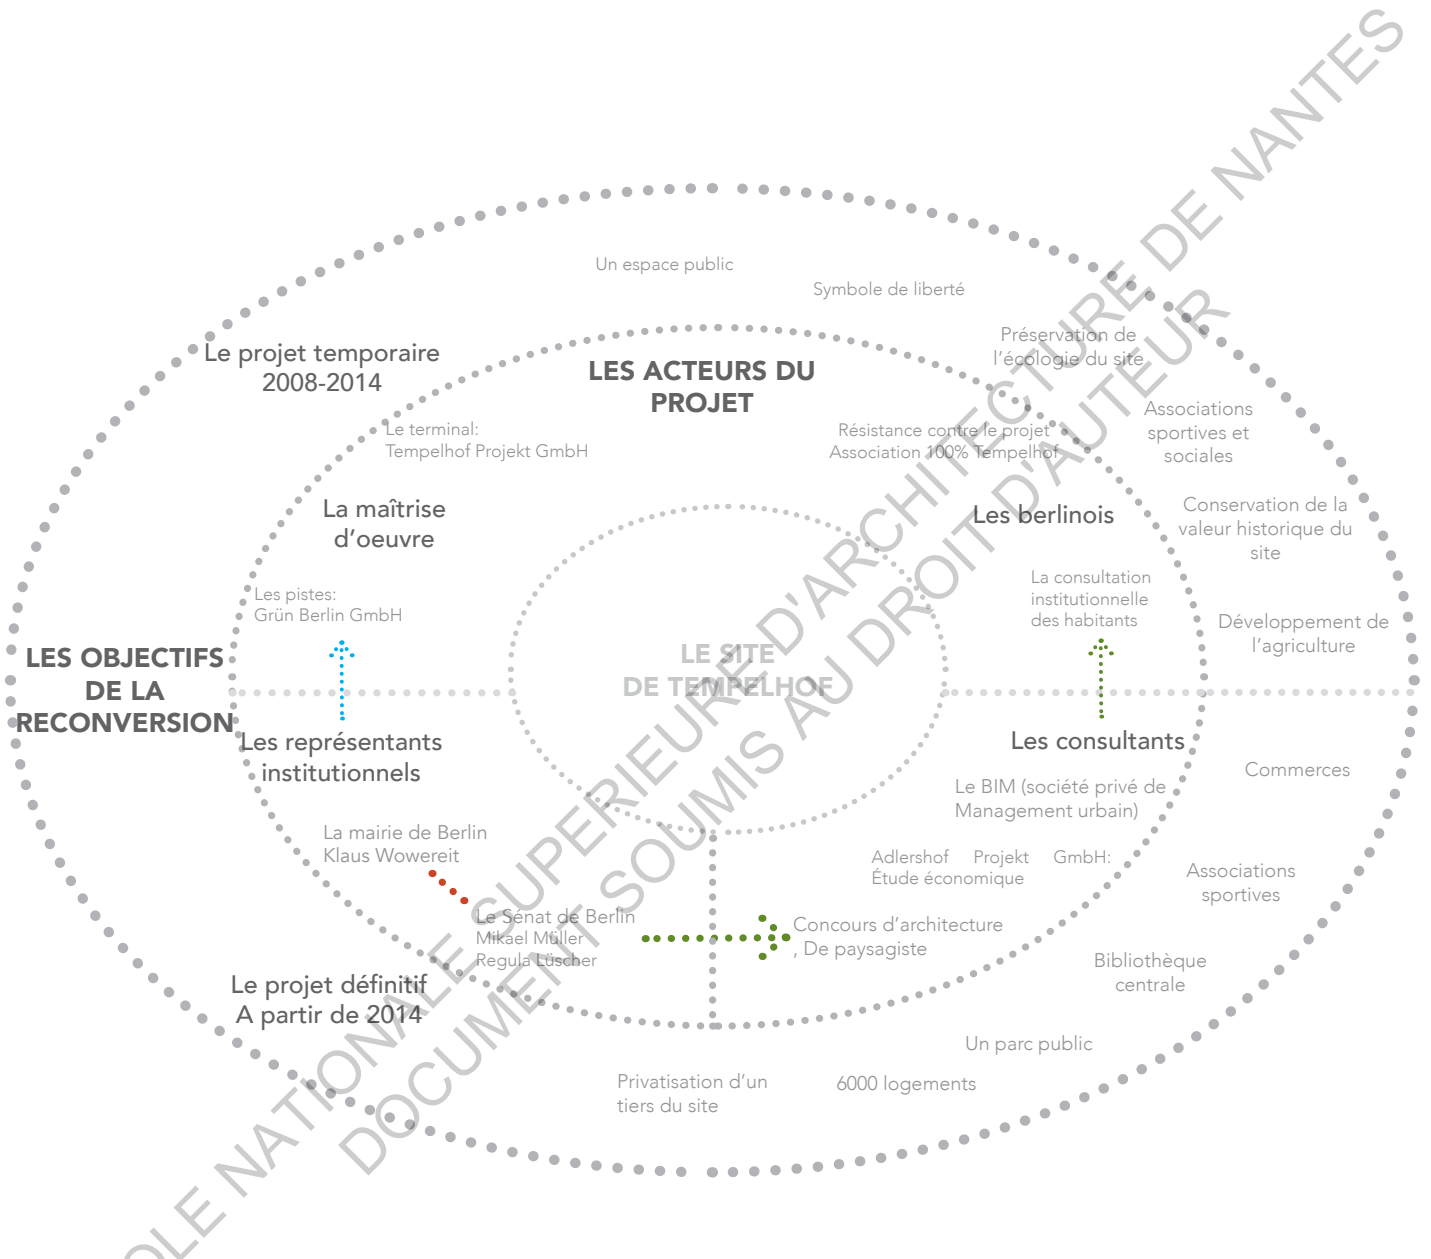 Un espace public
Symbole de liberté
Préservation de
l'écologie du site
Le projet temporaire
2008-2014
LES ACTEURS DU
PROJET
Le terminal:
Tempelhof Projekt GmbH
Résistance contre le projet
Association 100% Tempelhof
Associations
sportives et
sociales
La maîtrise
d'oeuvre
Les berlinois
Conservation de la
valeur historique du
site
Les pistes:
Grün Berlin GmbH
La consultation
institutionnelle
des habitants
Développement de
l'agriculture
LES OBJECTIFS
DE LA
RECONVERSION
LE SITE
DE TEMPELHOF
Les représentants
institutionnels
Les consultants
Le BIM (société privé de
Management urbain)
Commerces
La mairie de Berlin
Klaus Wowereit
Adlershof Projekt GmbH:
Étude économique
Associations
sportives
Le Sénat de Berlin
Mikael Müller
Regula Lüscher
Concours d'architecture
, De paysagiste
Bibliothèque
centrale
Le projet définitif
A partir de 2014
Un parc public
Privatisation d'un
tiers du site
6000 logements
OLE NATIONALE SUPERIEURE D'ARCHITECTURE DE NANTES
DOCUMENT SOUMIS AU DROIT D'AUTEUR